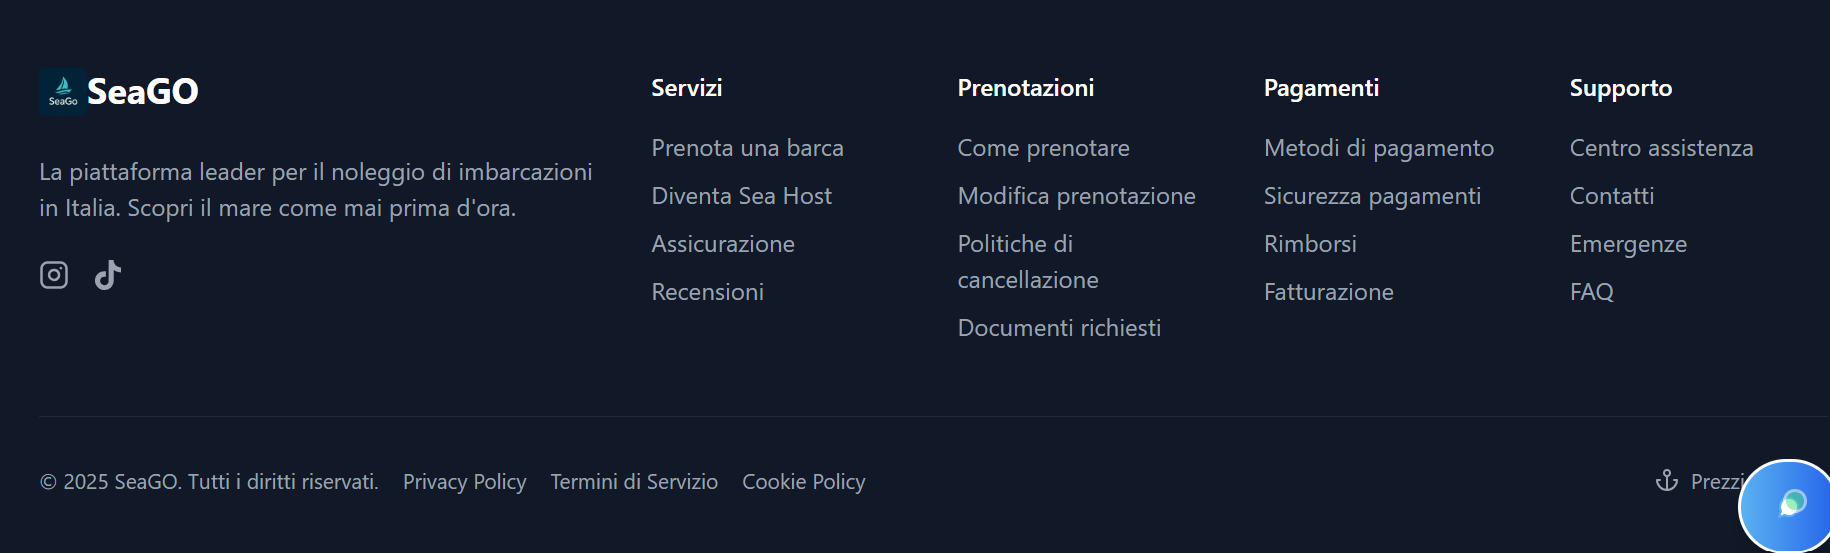 SeaGo
SeaGO
La piattaforma leader per il noleggio di imbarcazioni
in Italia. Scopri il mare come mai prima d'ora.
Servizi
Prenota una barca
Diventa Sea Host
Assicurazione
Recensioni
Prenotazioni
Come prenotare
Modifica prenotazione
Politiche di
cancellazione
Documenti richiesti
Pagamenti
Metodi di pagamento
Sicurezza pagamenti
Rimborsi
Fatturazione
Supporto
Centro assistenza
Contatti
Emergenze
FAQ
© 2025 SeaGO. Tutti i diritti riservati. Privacy Policy Termini di Servizio Cookie Policy
Prezzi